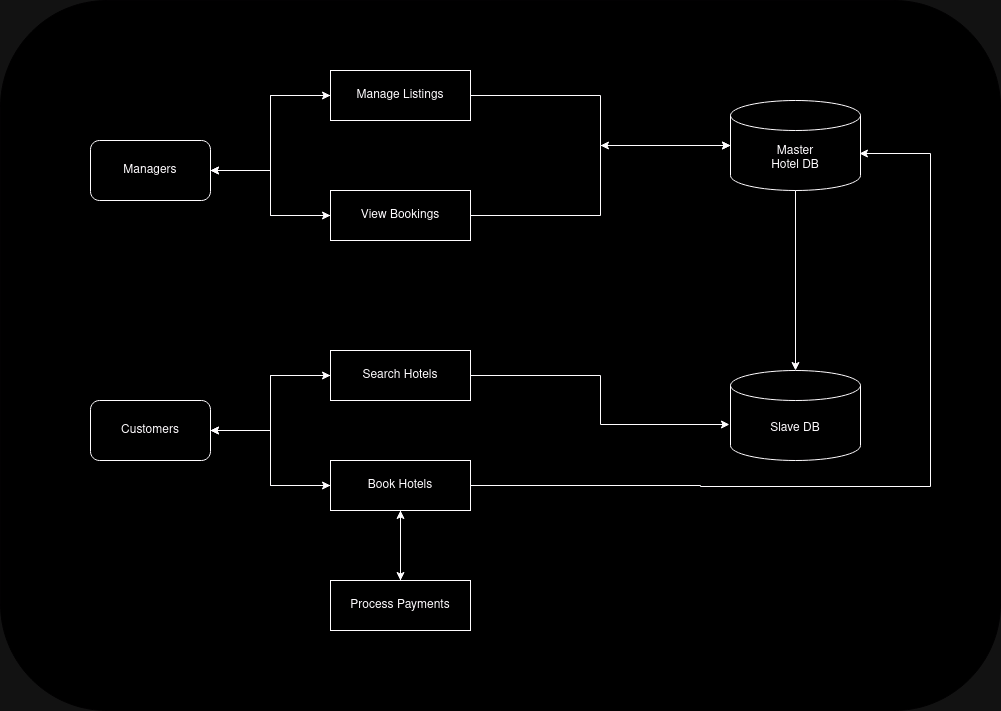 Manage Listings
Managers
Master
Hotel DB
View Bookings
Search Hotels
Customers
Slave DB
Book Hotels
Process Payments